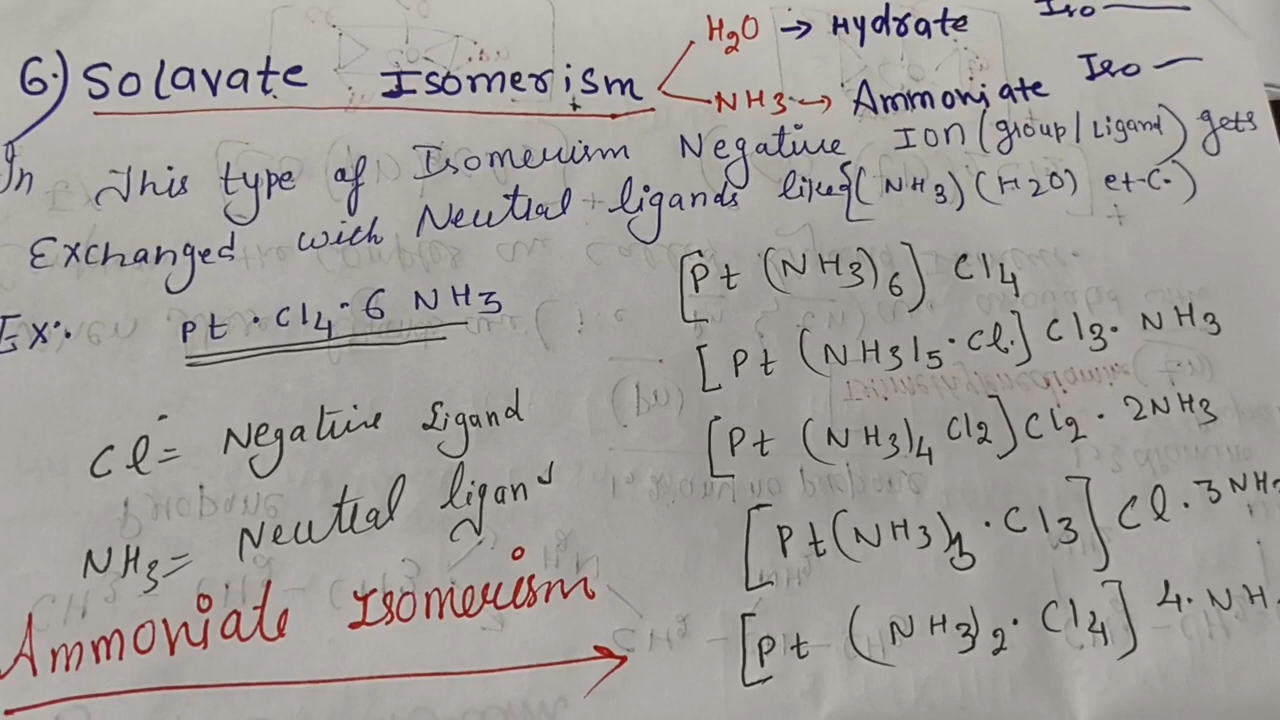 6.) Solavate Isomerism
H2O → Hydrate Iso
NH3 → Ammoniate Iso
In This type of Isomerism Negative Ion (group/Ligand) gets
Exchanged with Neutral ligands like{(NH3)(H2O) etc.)
Ex:. Pt . Cl4 . 6 NH3
[Pt (NH3)6] Cl4
[Pt (NH3)5 . Cl.] Cl3 . NH3
[Pt (NH3)4 Cl2] Cl2 . 2NH3
[Pt (NH3)3 . Cl3] Cl . 3NH3
[Pt (NH3)2 . Cl4] 4. NH
Cl- = Negative Ligand
NH3 = Neutral ligand
Ammoniate Isomerism